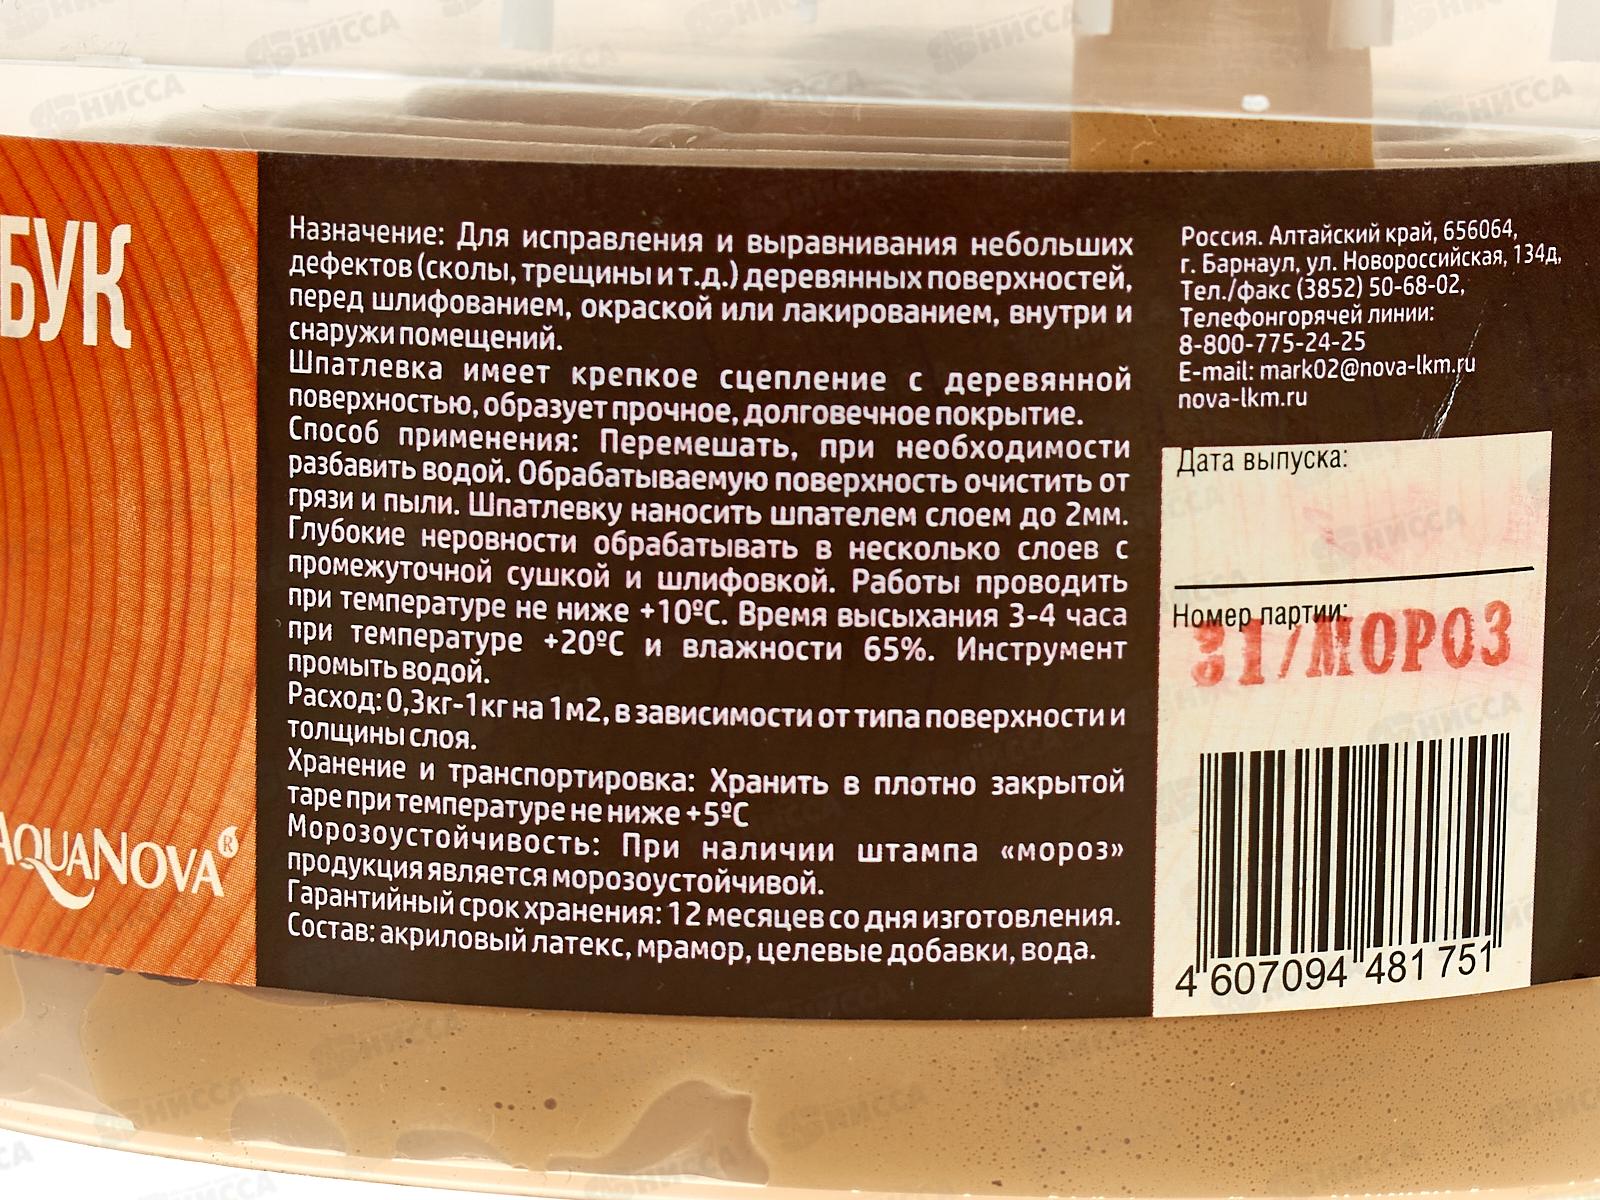 БУК
AQUANOVA®
Назначение: Для исправления и выравнивания небольших
дефектов (сколы, трещины и т.д.) деревянных поверхностей,
перед шлифованием, окраской или лакированием, внутри и
снаружи помещений.
Шпатлевка имеет крепкое сцепление с деревянной
поверхностью, образует прочное, долговечное покрытие.
Способ применения: Перемешать, при необходимости
разбавить водой. Обрабатываемую поверхность очистить от
грязи и пыли. Шпатлевку наносить шпателем слоем до 2мм.
Глубокие неровности обрабатывать в несколько слоев с
промежуточной сушкой и шлифовкой. Работы проводить
при температуре не ниже +10ºС. Время высыхания 3-4 часа
при температуре +20ºС и влажности 65%. Инструмент
промыть водой.
Расход: 0,3кг-1кг на 1м2, в зависимости от типа поверхности и
толщины слоя.
Хранение и транспортировка: Хранить в плотно закрытой
таре при температуре не ниже +5ºС
Морозоустойчивость: При наличии штампа «мороз»
продукция является морозоустойчивой.
Гарантийный срок хранения: 12 месяцев со дня изготовления.
Состав: акриловый латекс, мрамор, целевые добавки, вода.
Россия. Алтайский край, 656064,
г. Барнаул, ул. Новороссийская, 134д,
Тел./факс (3852) 50-68-02,
Телефонгорячей линии:
8-800-775-24-25
E-mail: mark02@nova-lkm.ru
nova-lkm.ru
Дата выпуска:
Номер партии:
31/МОРОЗ
4 607094 481751
НИССА